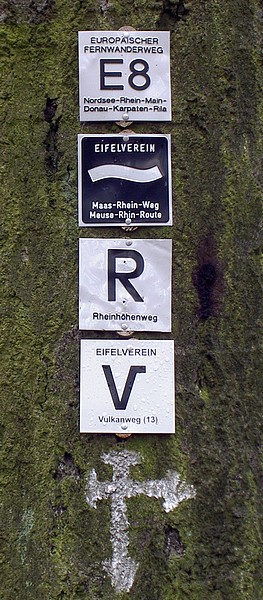 EUROPÄISCHER
FERNWANDERWEG
E8
Nordsee-Rhein-Main-
Donau-Karpaten-Rila
EIFELVEREIN
Maas-Rhein-Weg
Meuse-Rhin-Route
R
Rheinhöhenweg
EIFELVEREIN
V
Vulkanweg (13)